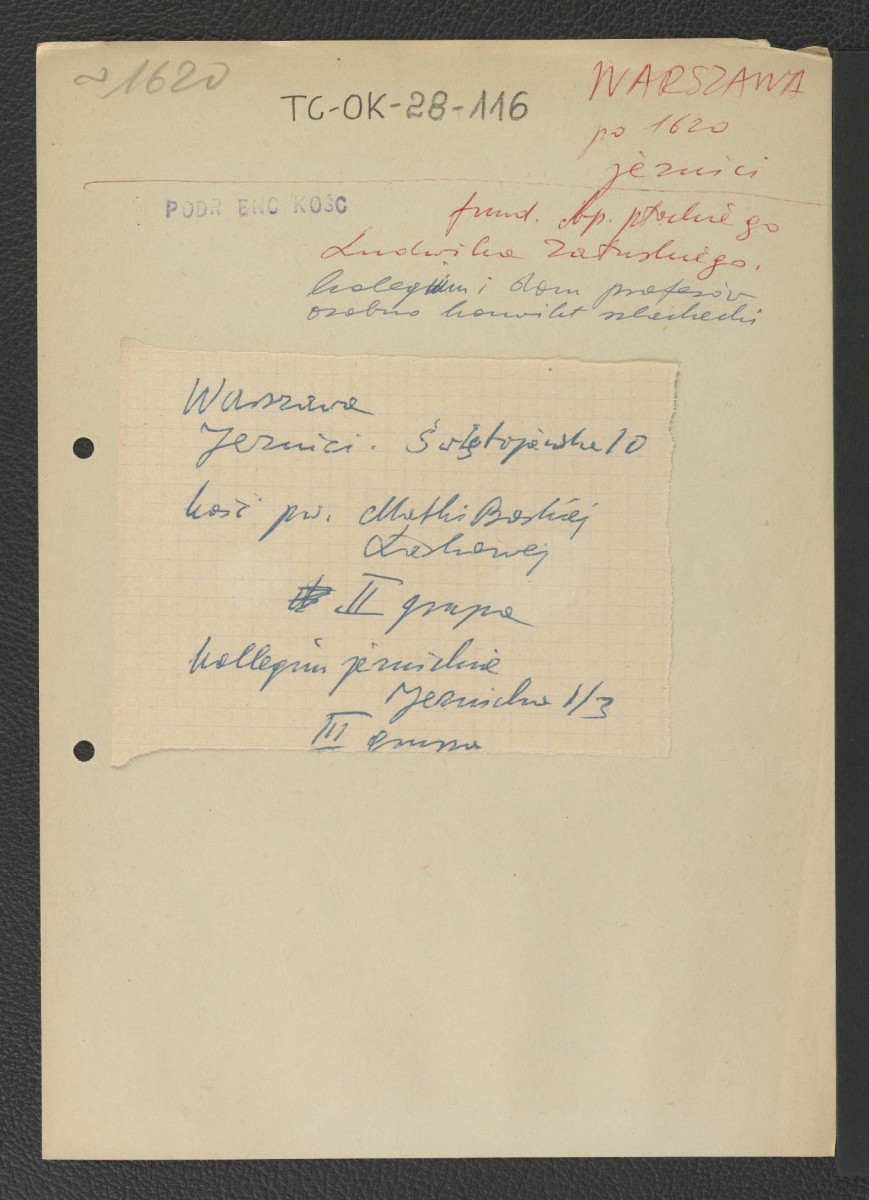 ~1620
TC-OK-28-116
WARSZAWA
po 1620
jezuici
PODR ENC KOŚC
fund. bp. płockiego
Ludwika Załuskiego.
kolegium i dom profesów
osobno konwikt szlachecki
Warszawa
Jezuici. Świętojańska 10
kość pw. Matki Boskiej
Łaskawej
II grupa
kollegium jezuickie
Jezuicka 1/3
III grupa